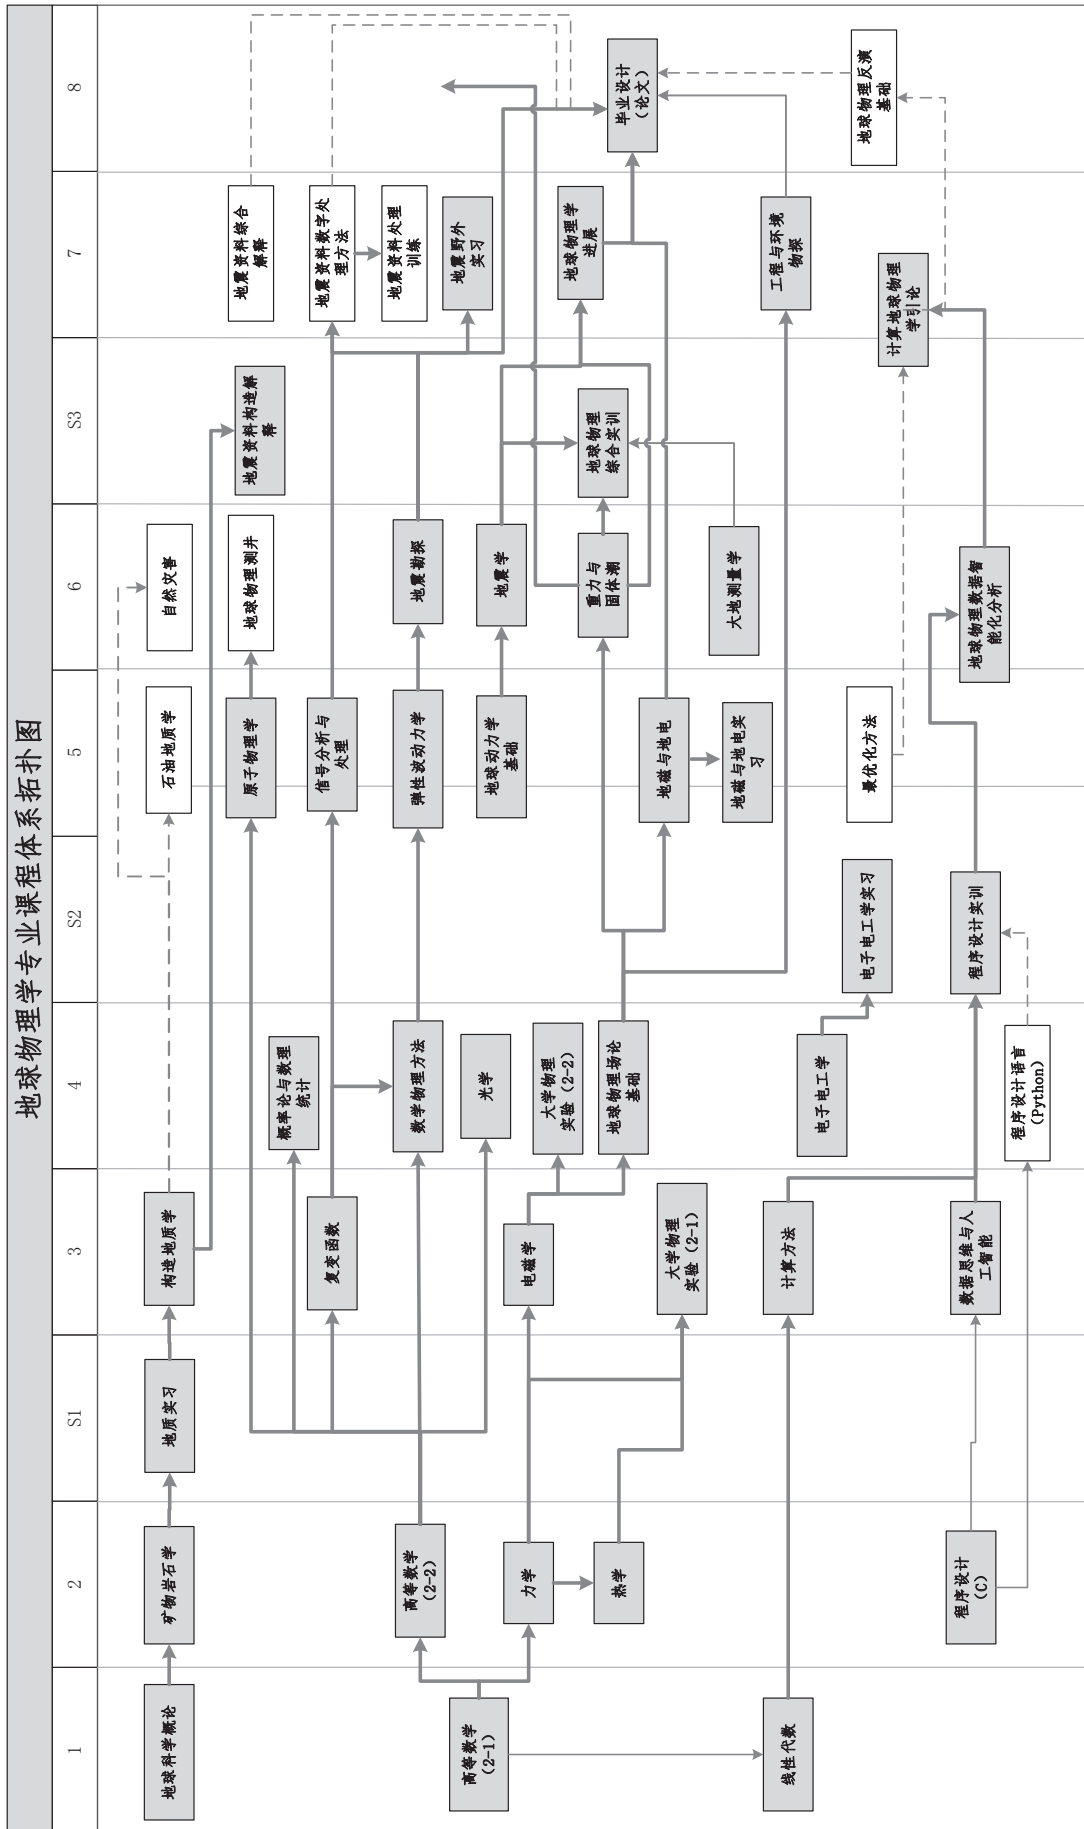 地球物理学专业课程体系拓扑图
1
2
S1
3
4
S2
5
6
S3
7
8
地球科学概论
矿物岩石学
地质实习
构造地质学
石油地质学
自然灾害
原子物理学
地球物理测井
地震资料构造解
释
地震资料综合
解释
概率论与数理
统计
复变函数
信号分析与
处理
地震资料数字处
理方法
地震资料处理
训练
高等数学
(2-2)
数学物理方法
弹性波动力学
地震勘探
地震野外
实习
高等数学
(2-1)
光学
地球动力学
基础
地震学
力学
电磁学
大学物理
实验 (2-2)
地球物理学
进展
热学
地球物理场论
基础
重力与
固体潮
地球物理
综合实训
毕业设计
(论文)
大学物理
实验 (2-1)
地磁与地电
地磁与地电实
习
大地测量学
线性代数
计算方法
电子电工学
电子电工学实习
工程与环境
物探
最优化方法
计算地球物理
学引论
地球物理反演
基础
程序设计
(C)
数据思维与人
工智能
程序设计语言
(Python)
程序设计实训
地球物理数据智
能化分析